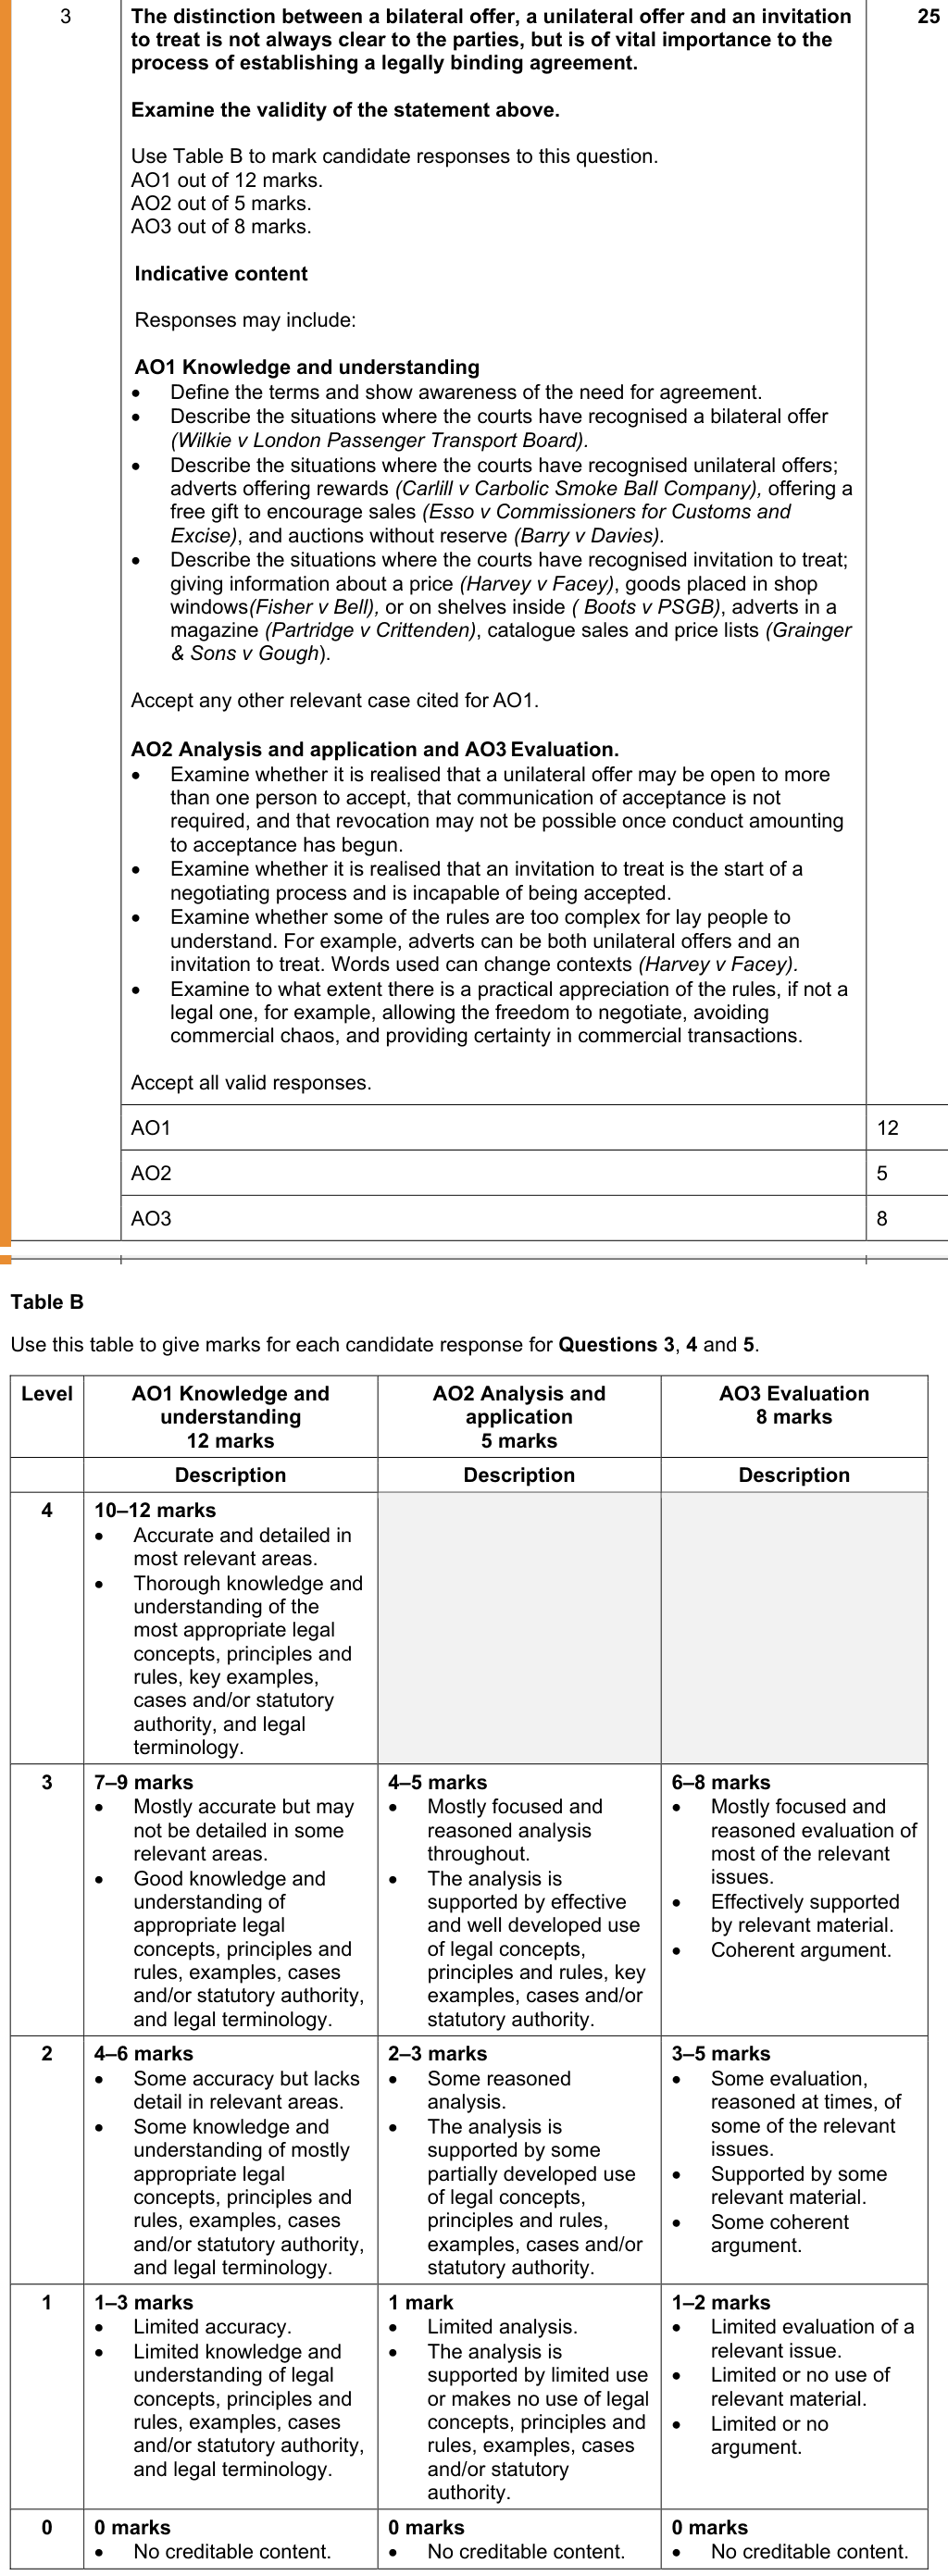 3
The distinction between a bilateral offer, a unilateral offer and an invitation
25
to treat is not always clear to the parties, but is of vital importance to the
process of establishing a legally binding agreement.
Examine the validity of the statement above.
Use Table B to mark candidate responses to this question.
AO1 out of 12 marks.
AO2 out of 5 marks.
AO3 out of 8 marks.
Indicative content
Responses may include:
AO1 Knowledge and understanding
• Define the terms and show awareness of the need for agreement.
• Describe the situations where the courts have recognised a bilateral offer
(Wilkie v London Passenger Transport Board).
• Describe the situations where the courts have recognised unilateral offers;
adverts offering rewards (Carlill v Carbolic Smoke Ball Company), offering a
free gift to encourage sales (Esso v Commissioners for Customs and
Excise), and auctions without reserve (Barry v Davies).
• Describe the situations where the courts have recognised invitation to treat;
giving information about a price (Harvey v Facey), goods placed in shop
windows(Fisher v Bell), or on shelves inside ( Boots v PSGB), adverts in a
magazine (Partridge v Crittenden), catalogue sales and price lists (Grainger
& Sons v Gough).
Accept any other relevant case cited for AO1.
AO2 Analysis and application and AO3 Evaluation.
• Examine whether it is realised that a unilateral offer may be open to more
than one person to accept, that communication of acceptance is not
required, and that revocation may not be possible once conduct amounting
to acceptance has begun.
• Examine whether it is realised that an invitation to treat is the start of a
negotiating process and is incapable of being accepted.
• Examine whether some of the rules are too complex for lay people to
understand. For example, adverts can be both unilateral offers and an
invitation to treat. Words used can change contexts (Harvey v Facey).
• Examine to what extent there is a practical appreciation of the rules, if not a
legal one, for example, allowing the freedom to negotiate, avoiding
commercial chaos, and providing certainty in commercial transactions.
Accept all valid responses.
AO1
12
AO2
5
AO3
8
Table B
Use this table to give marks for each candidate response for Questions 3, 4 and 5.
Level
AO1 Knowledge and
understanding
12 marks
AO2 Analysis and
application
5 marks
AO3 Evaluation
8 marks
Description
Description
Description
4
10–12 marks
• Accurate and detailed in
most relevant areas.
• Thorough knowledge and
understanding of the
most appropriate legal
concepts, principles and
rules, key examples,
cases and/or statutory
authority, and legal
terminology.
3
7–9 marks
• Mostly accurate but may
not be detailed in some
relevant areas.
• Good knowledge and
understanding of
appropriate legal
concepts, principles and
rules, examples, cases
and/or statutory authority,
and legal terminology.
4–5 marks
• Mostly focused and
reasoned analysis
throughout.
• The analysis is
supported by effective
and well developed use
of legal concepts,
principles and rules, key
examples, cases and/or
statutory authority.
6–8 marks
• Mostly focused and
reasoned evaluation of
most of the relevant
issues.
• Effectively supported
by relevant material.
• Coherent argument.
2
4–6 marks
• Some accuracy but lacks
detail in relevant areas.
• Some knowledge and
understanding of mostly
appropriate legal
concepts, principles and
rules, examples, cases
and/or statutory authority,
and legal terminology.
2–3 marks
• Some reasoned
analysis.
• The analysis is
supported by some
partially developed use
of legal concepts,
principles and rules,
examples, cases and/or
statutory authority.
3–5 marks
• Some evaluation,
reasoned at times, of
some of the relevant
issues.
• Supported by some
relevant material.
• Some coherent
argument.
1
1–3 marks
• Limited accuracy.
• Limited knowledge and
understanding of legal
concepts, principles and
rules, examples, cases
and/or statutory authority,
and legal terminology.
1 mark
• Limited analysis.
• The analysis is
supported by limited use
or makes no use of legal
concepts, principles and
rules, examples, cases
and/or statutory
authority.
1–2 marks
• Limited evaluation of a
relevant issue.
• Limited or no use of
relevant material.
• Limited or no
argument.
0
0 marks
• No creditable content.
0 marks
• No creditable content.
0 marks
• No creditable content.